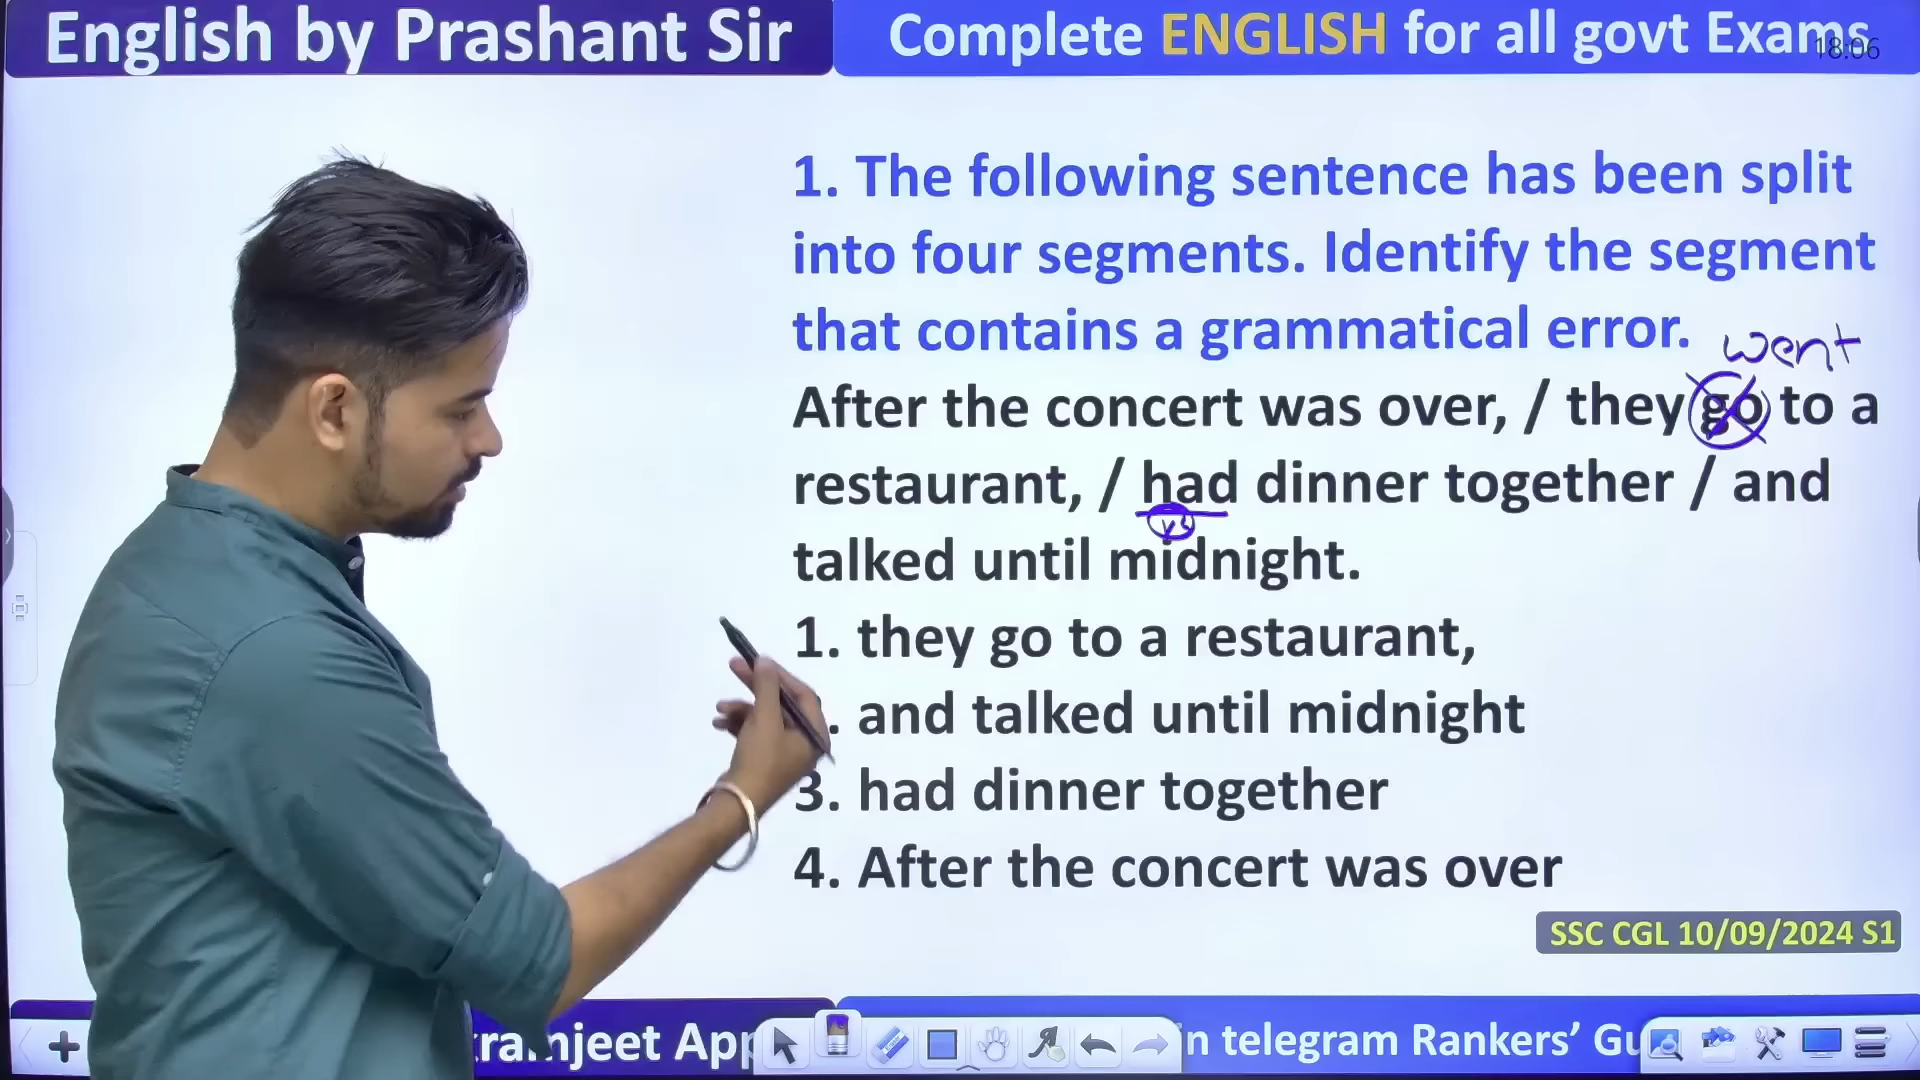 English by Prashant Sir
Complete ENGLISH for all govt Exams
18:06
1. The following sentence has been split
into four segments. Identify the segment
that contains a grammatical error.
went
After the concert was over, / they go to a
restaurant, / had dinner together / and
talked until midnight.
1. they go to a restaurant,
. and talked until midnight
3. had dinner together
4. After the concert was over
SSC CGL 10/09/2024 S1
App
telegram Rankers’